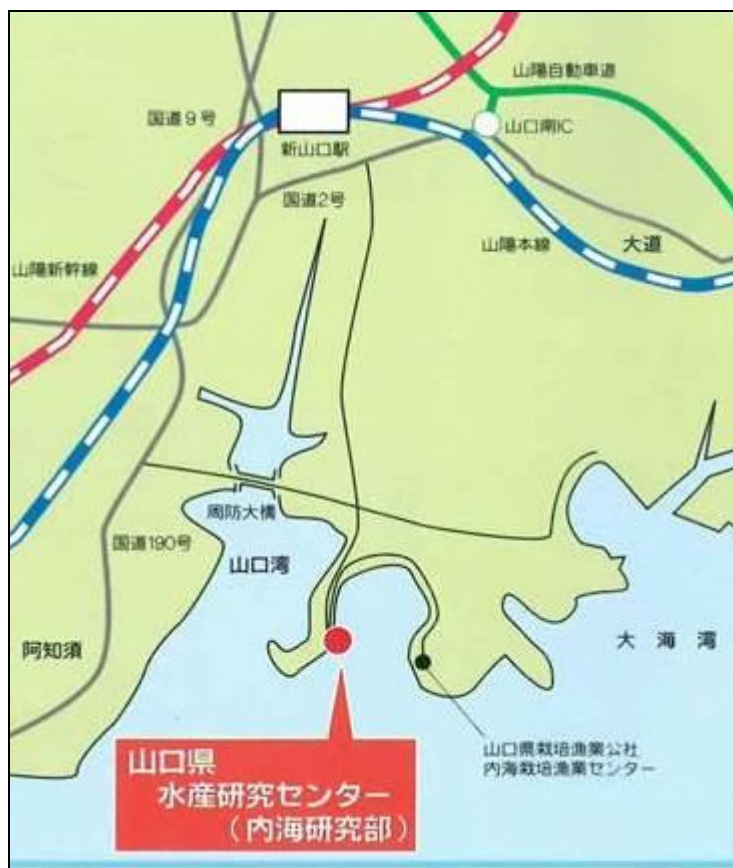 山陽自動車道
国道9号
山口南IC
新山口駅
国道2号
山陽本線
大道
山陽新幹線
周防大橋
国道190号
山口湾
阿知須
大海湾
山口県栽培漁業公社
内海栽培漁業センター
山口県
水産研究センター
(内海研究部)